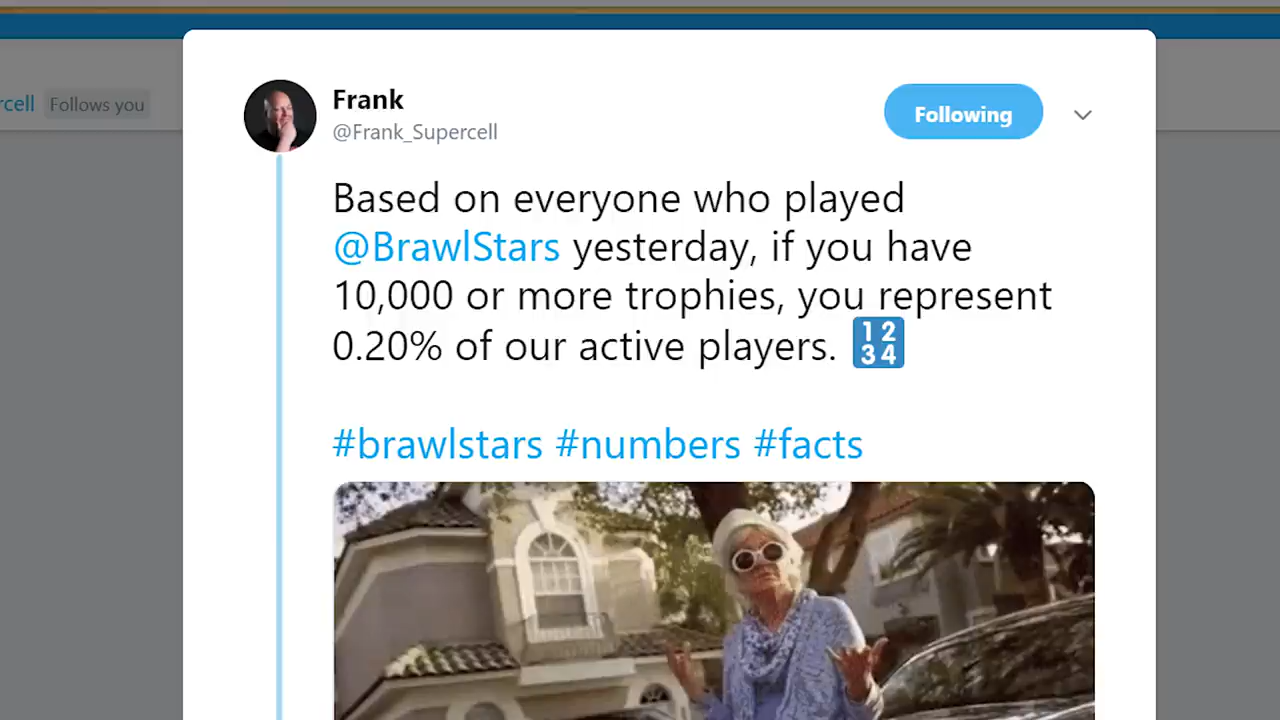 rcell Follows you
Frank
@Frank_Supercell
Following
Based on everyone who played
@BrawlStars yesterday, if you have
10,000 or more trophies, you represent
0.20% of our active players. 🔢
#brawlstars #numbers #facts